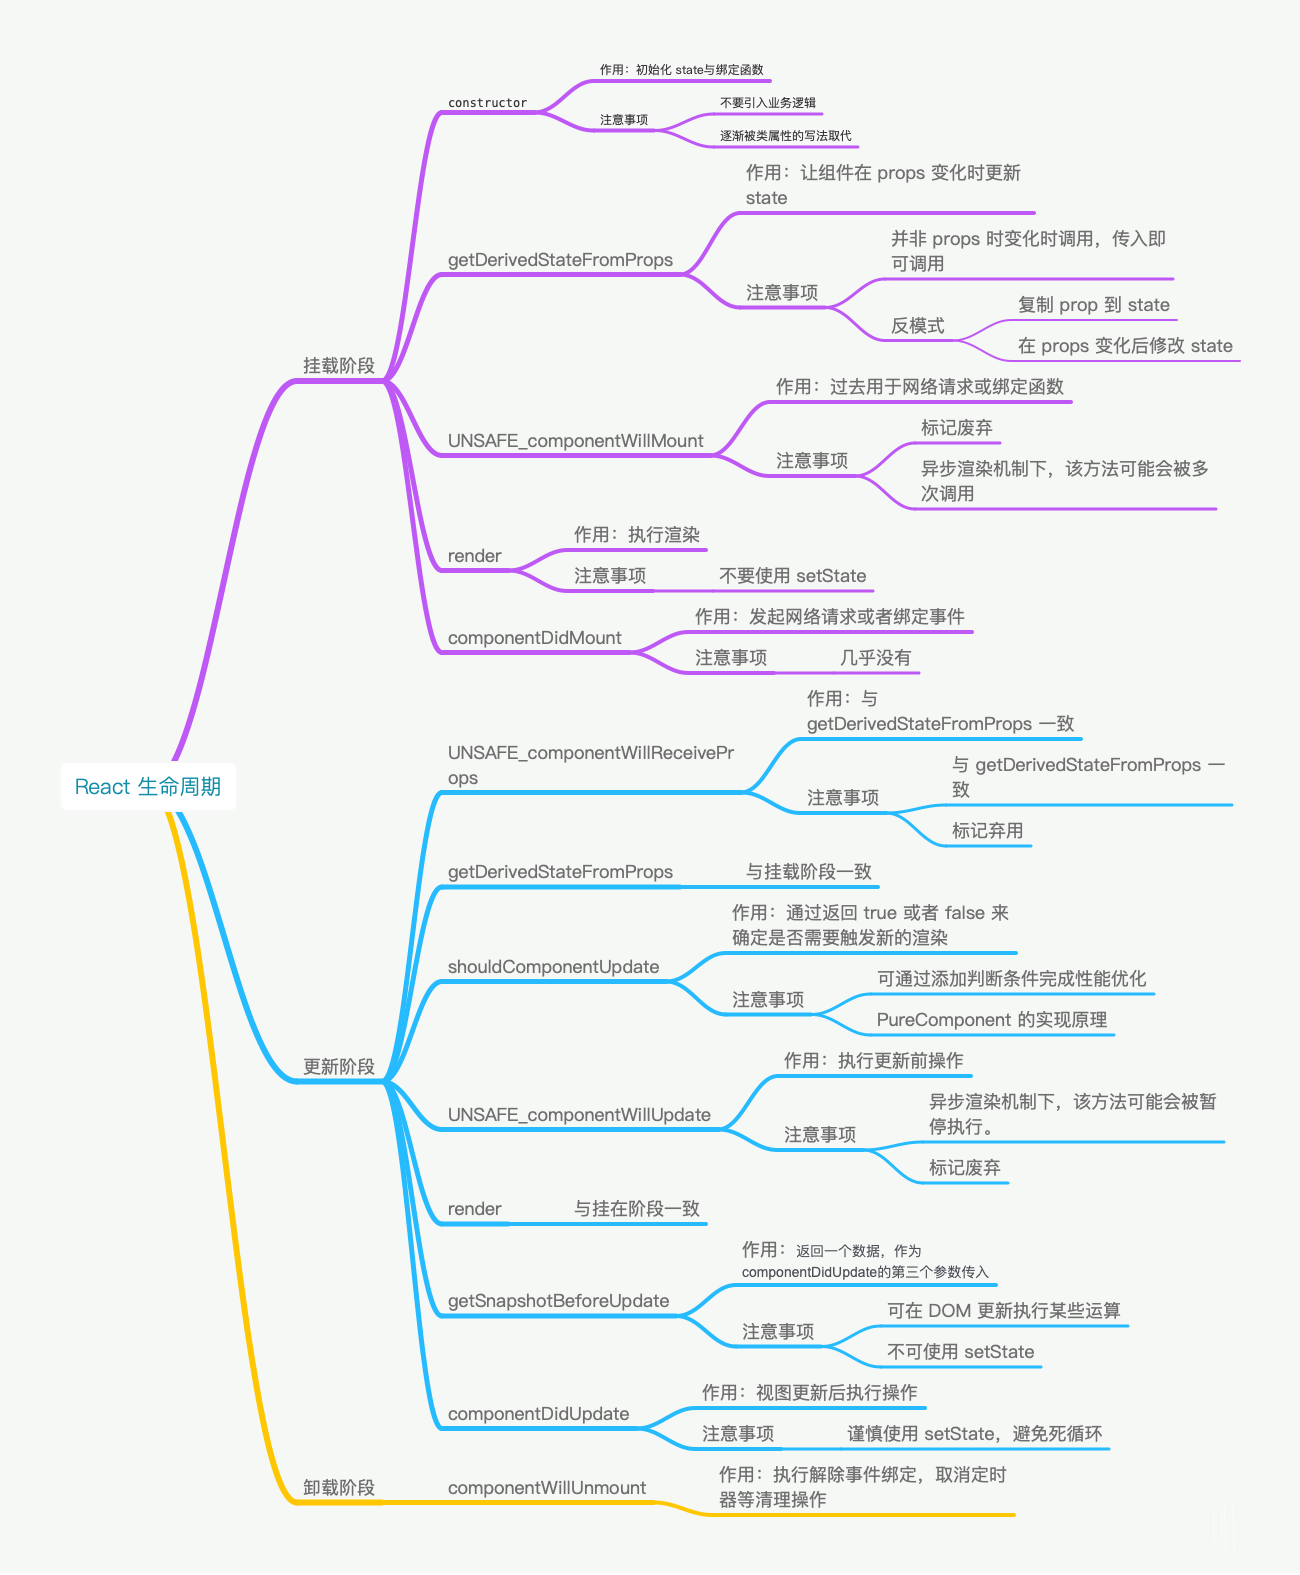 作用：初始化 state与绑定函数
constructor
不要引入业务逻辑
注意事项
逐渐被类属性的写法取代
作用：让组件在 props 变化时更新
state
getDerivedStateFromProps
并非 props 时变化时调用，传入即
可调用
注意事项
复制 prop 到 state
反模式
在 props 变化后修改 state
挂载阶段
作用：过去用于网络请求或绑定函数
UNSAFE_componentWillMount
标记废弃
注意事项
异步渲染机制下，该方法可能会被多
次调用
作用：执行渲染
render
注意事项
不要使用 setState
作用：发起网络请求或者绑定事件
componentDidMount
注意事项
几乎没有
React 生命周期
作用：与
getDerivedStateFromProps 一致
UNSAFE_componentWillReceivePr
ops
与 getDerivedStateFromProps 一
致
注意事项
标记弃用
getDerivedStateFromProps
与挂载阶段一致
作用：通过返回 true 或者 false 来
确定是否需要触发新的渲染
shouldComponentUpdate
可通过添加判断条件完成性能优化
注意事项
PureComponent 的实现原理
更新阶段
作用：执行更新前操作
UNSAFE_componentWillUpdate
异步渲染机制下，该方法可能会被暂
停执行。
注意事项
标记废弃
render
与挂在阶段一致
作用：返回一个数据，作为
componentDidUpdate的第三个参数传入
getSnapshotBeforeUpdate
可在 DOM 更新执行某些运算
注意事项
不可使用 setState
作用：视图更新后执行操作
componentDidUpdate
注意事项
谨慎使用 setState，避免死循环
卸载阶段
componentWillUnmount
作用：执行解除事件绑定，取消定时
器等清理操作